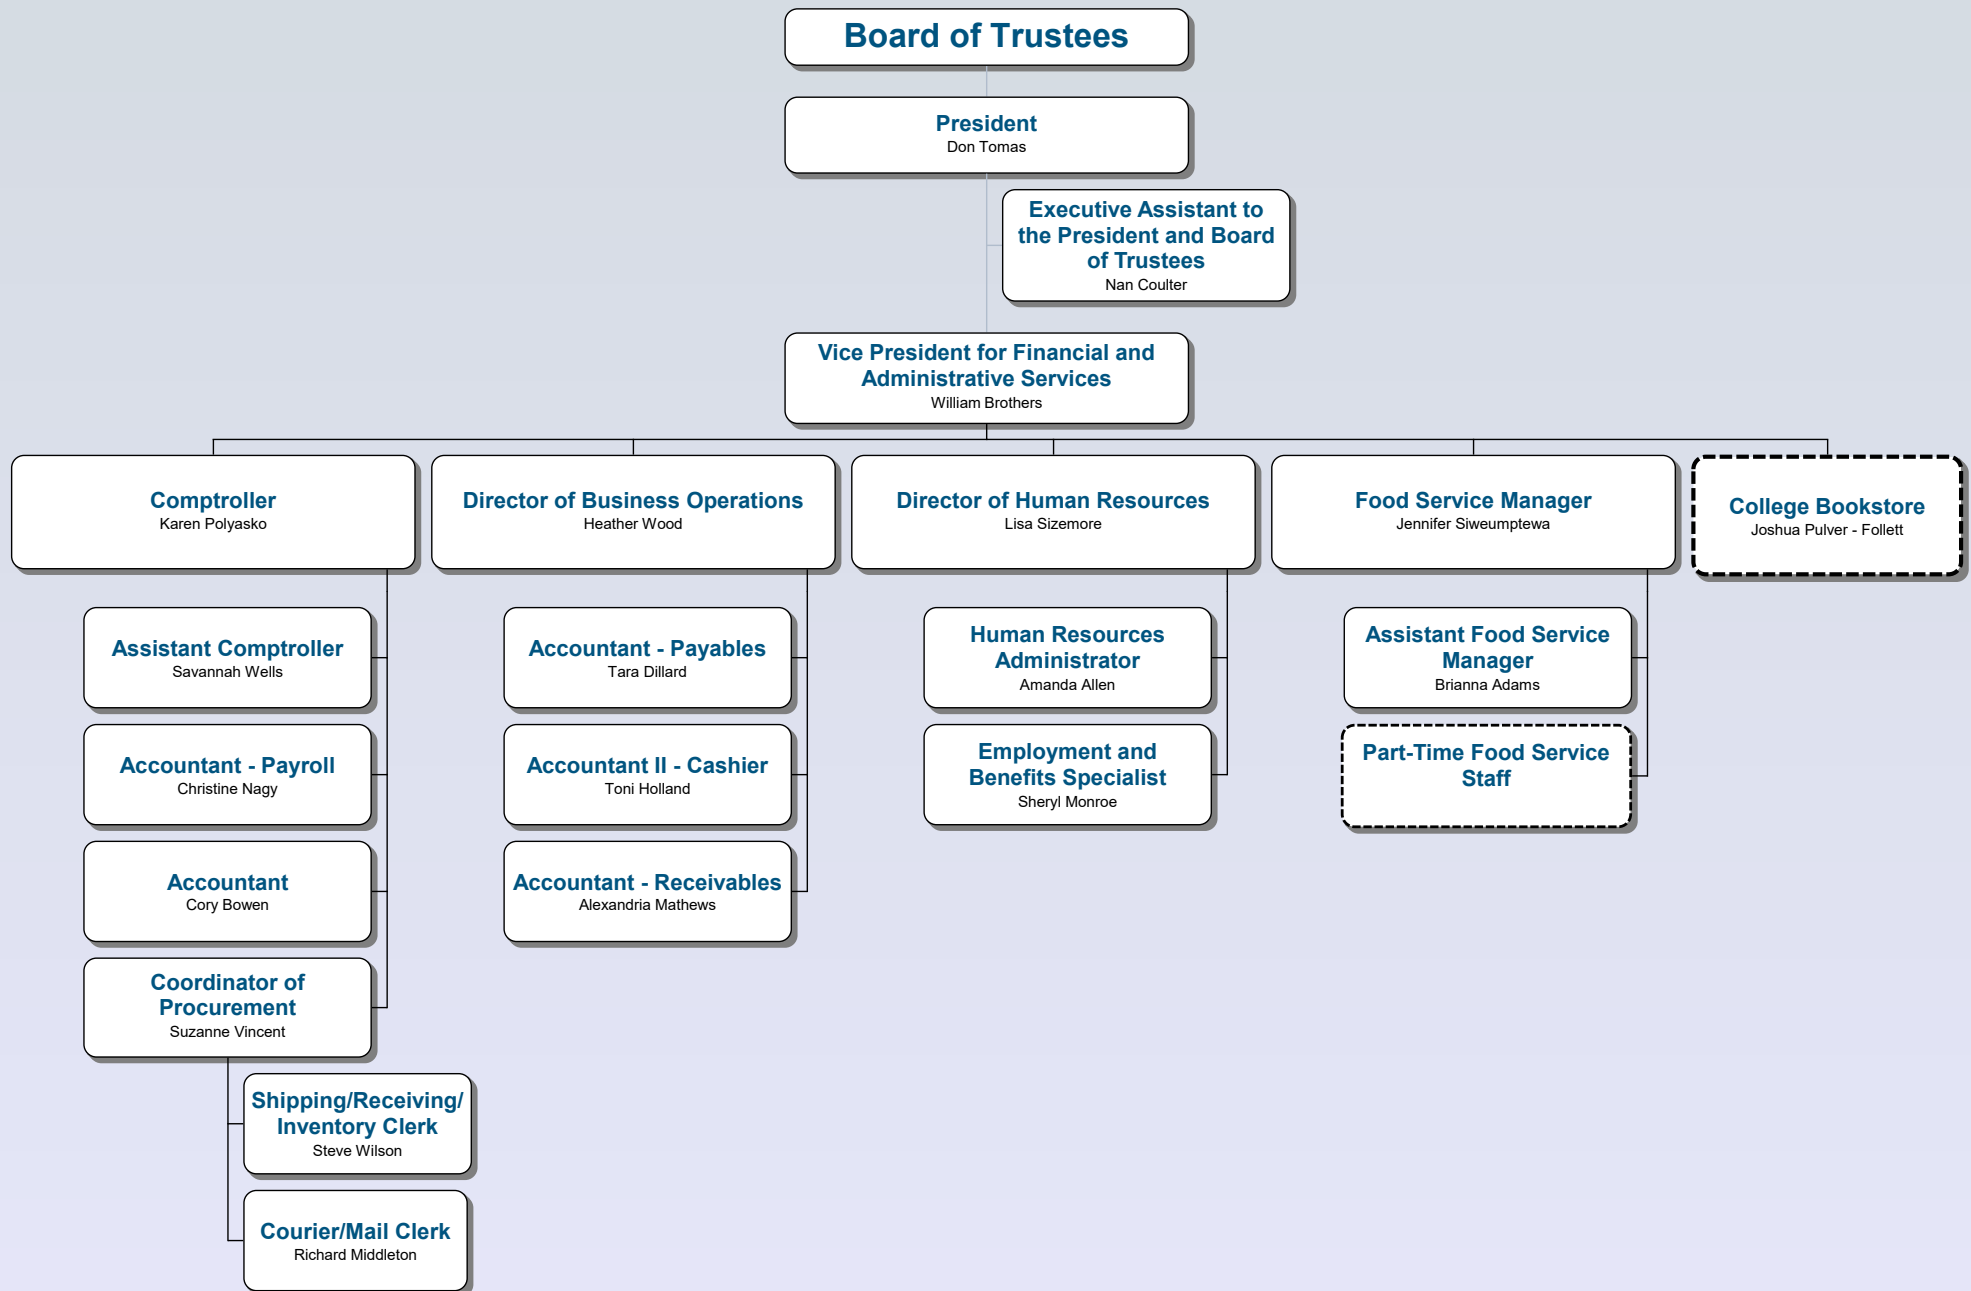 Board of Trustees
President
Don Tomas
Executive Assistant to
the President and Board
of Trustees
Nan Coulter
Vice President for Financial and
Administrative Services
William Brothers
Comptroller
Karen Polyasko
Director of Business Operations
Heather Wood
Director of Human Resources
Lisa Sizemore
Food Service Manager
Jennifer Siweumptewa
College Bookstore
Joshua Pulver - Follett
Assistant Comptroller
Savannah Wells
Accountant - Payroll
Christine Nagy
Accountant
Cory Bowen
Coordinator of
Procurement
Suzanne Vincent
Shipping/Receiving/
Inventory Clerk
Steve Wilson
Courier/Mail Clerk
Richard Middleton
Accountant - Payables
Tara Dillard
Accountant II - Cashier
Toni Holland
Accountant - Receivables
Alexandria Mathews
Human Resources
Administrator
Amanda Allen
Employment and
Benefits Specialist
Sheryl Monroe
Assistant Food Service
Manager
Brianna Adams
Part-Time Food Service
Staff